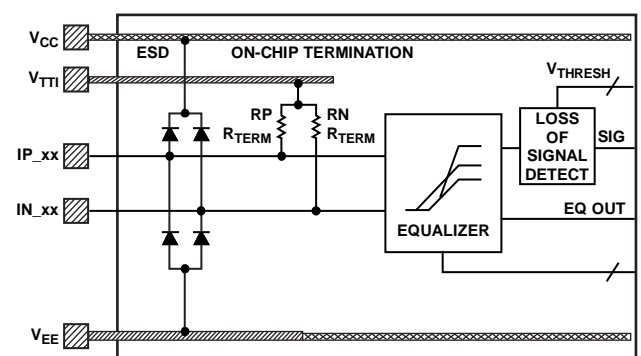 VCC
ESD
ON-CHIP TERMINATION
VTTI
VTHRESH
RP
RTERM
RN
RTERM
LOSS
OF
SIGNAL
DETECT
SIG
IP_xx
IN_xx
EQUALIZER
EQ OUT
VEE